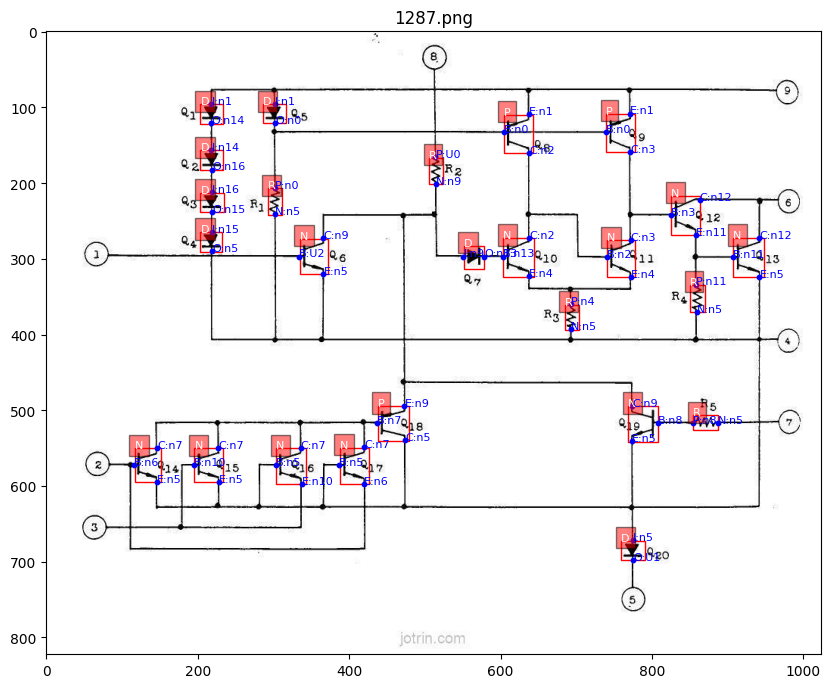 1287.png
0
100
200
300
400
500
600
700
800
0
200
400
600
800
1000
8
9
6
1
4
7
2
3
5
Q1
Q2
Q3
Q4
Q5
R1
Q6
R2
Q7
Q8
Q9
Q10
Q11
R3
Q12
Q13
R4
Q14
Q15
Q16
Q17
Q18
Q19
R5
Q20
D I:n1
O:n14
D I:n14
O:n16
D I:n16
O:n15
D I:n15
O:n5
D I:n1
O:n0
R P:n0
N:n5
N C:n9
B:U2
E:n5
R P:U0
N:n9
D
O:n13
P E:n1
B:n0
C:n2
P E:n1
B:n0
C:n3
N C:n2
B:n13
E:n4
N C:n3
B:n2
E:n4
R P:n4
N:n5
N C:n12
B:n3
E:n11
N C:n12
B:n11
E:n5
R P:n11
N:n5
P E:n9
B:n7
C:n5
N C:n9
B:n8
E:n5
R P:n8 N:n5
N C:n7
B:n6
E:n5
N C:n7
B:n10
E:n5
N C:n7
B:n5
E:n10
N C:n7
B:n5
E:n6
D I:n5
O:U1
jotrin.com